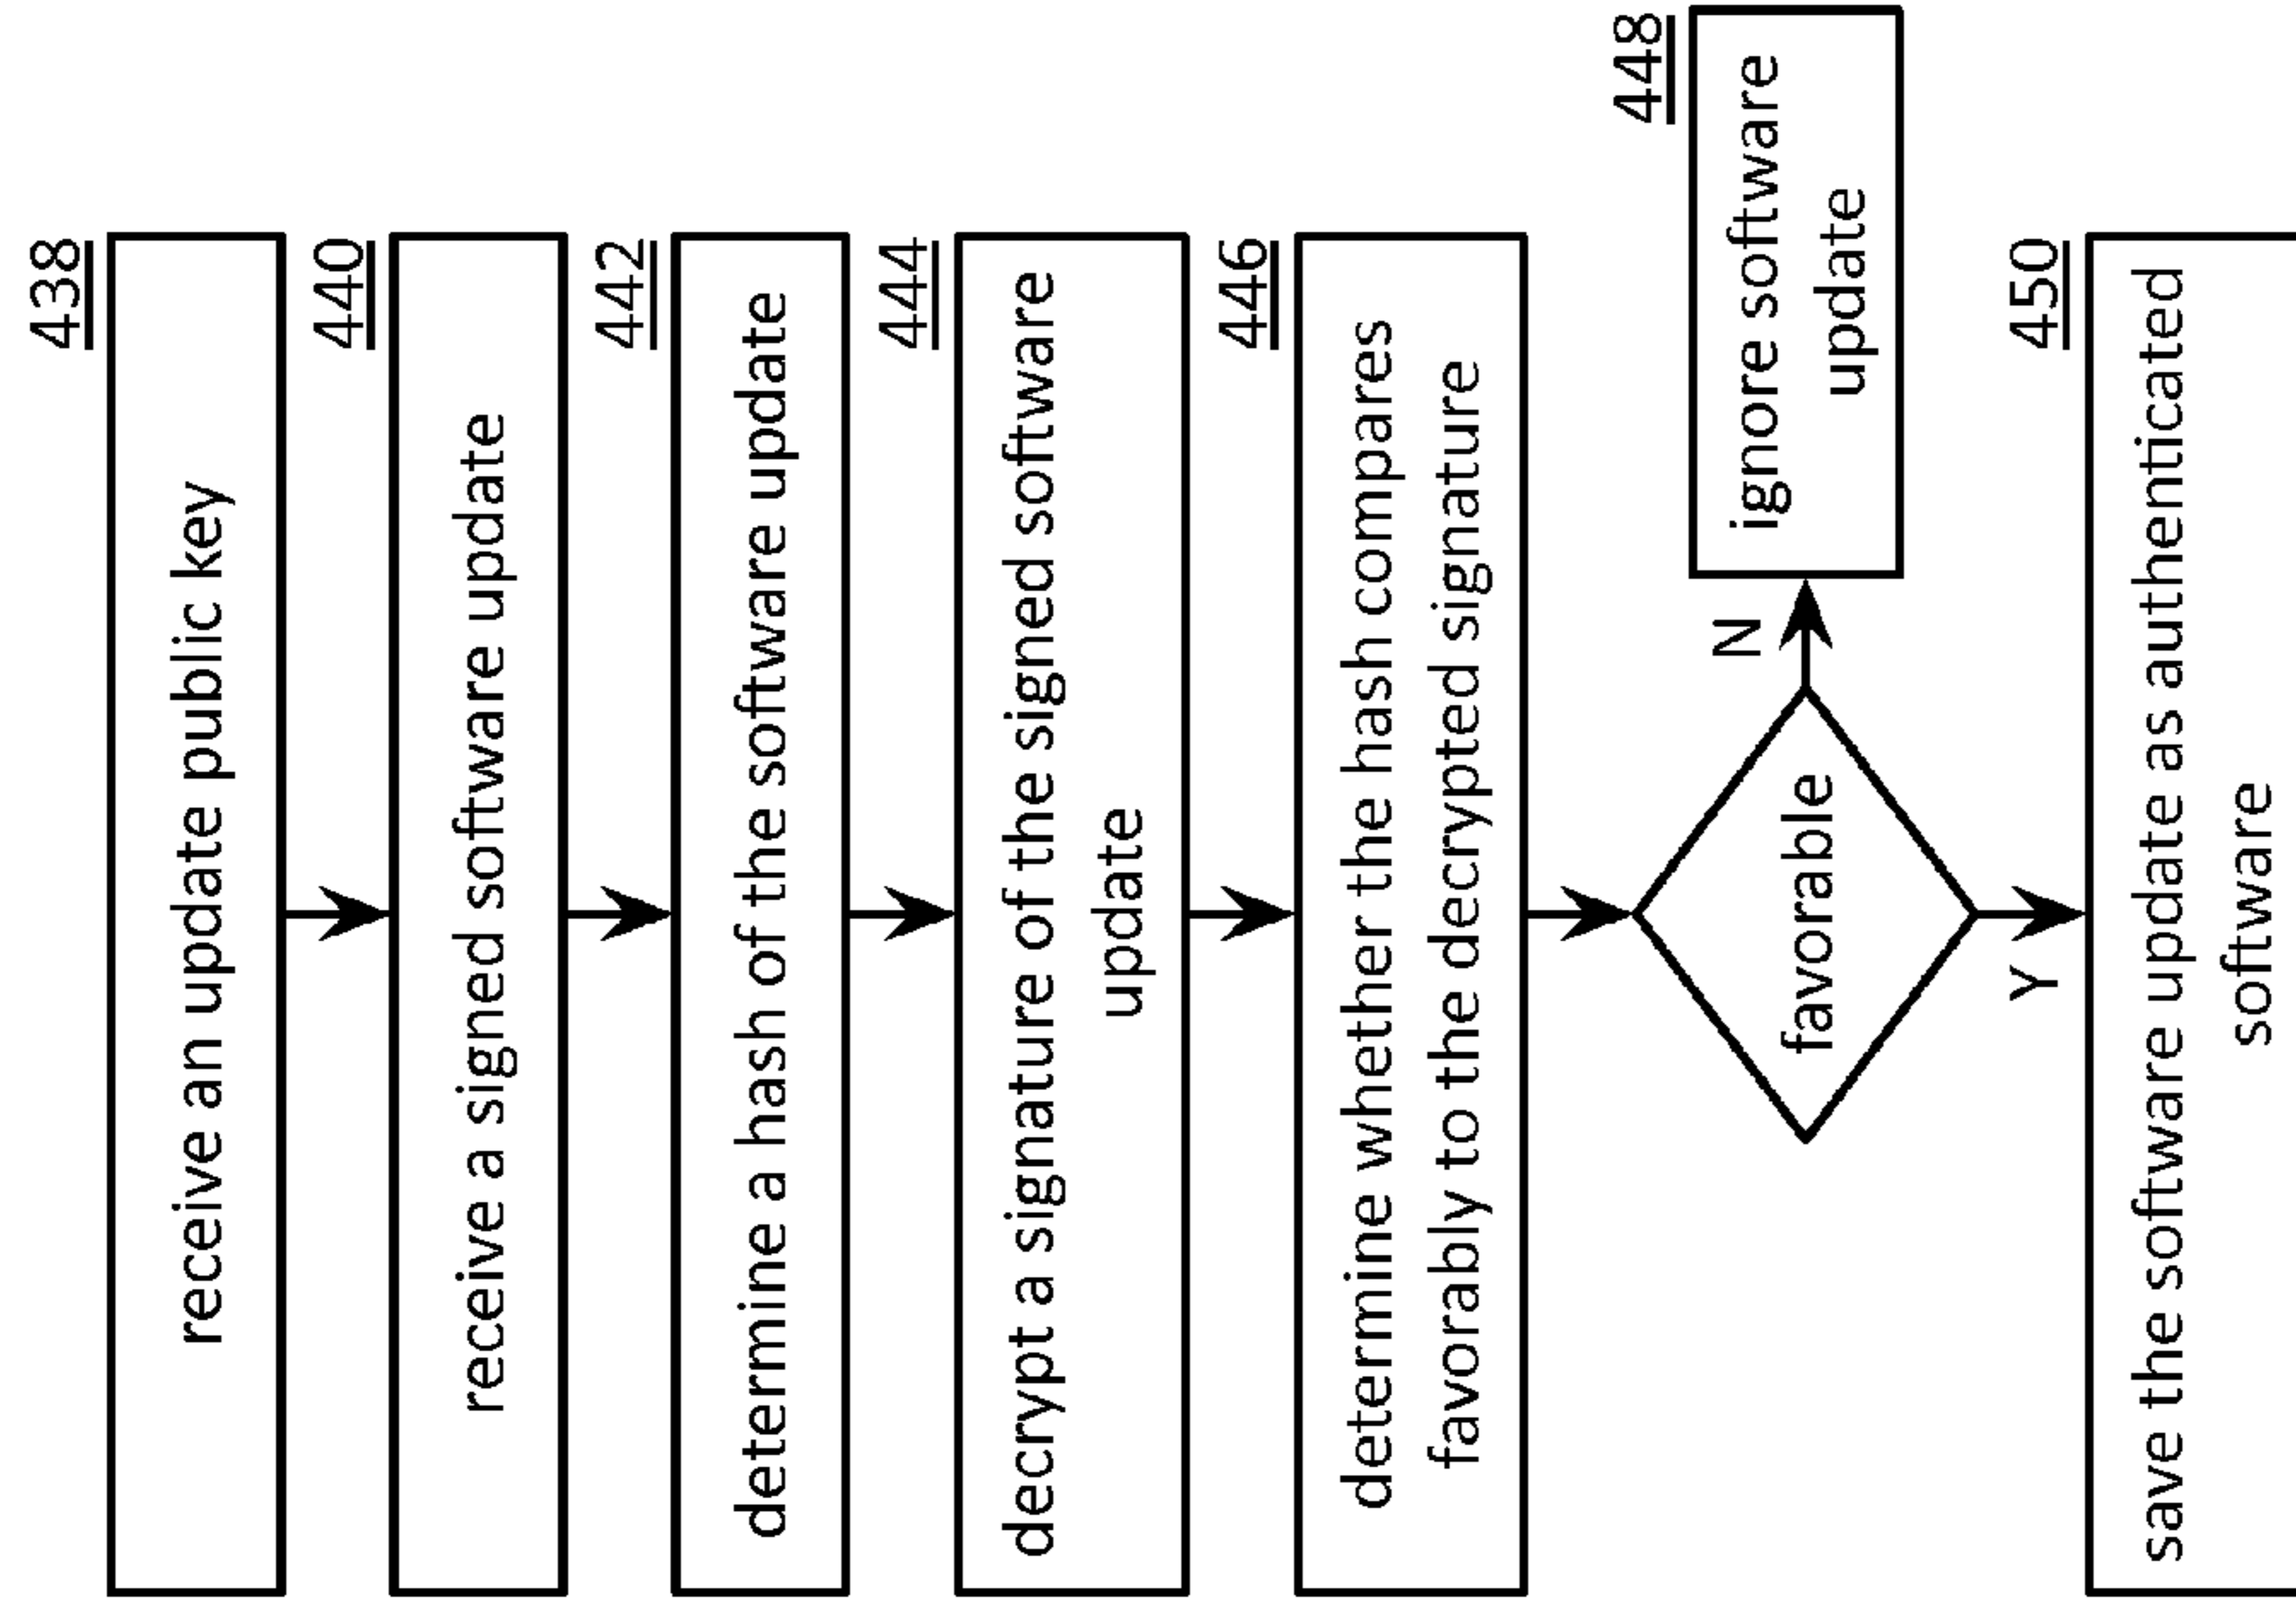 438
receive an update public key
440
receive a signed software update
442
determine a hash of the software update
444
decrypt a signature of the signed software
update
446
determine whether the hash compares
favorably to the decrypted signature
favorable
N
448
ignore software
update
Y
450
save the software update as authenticated
software